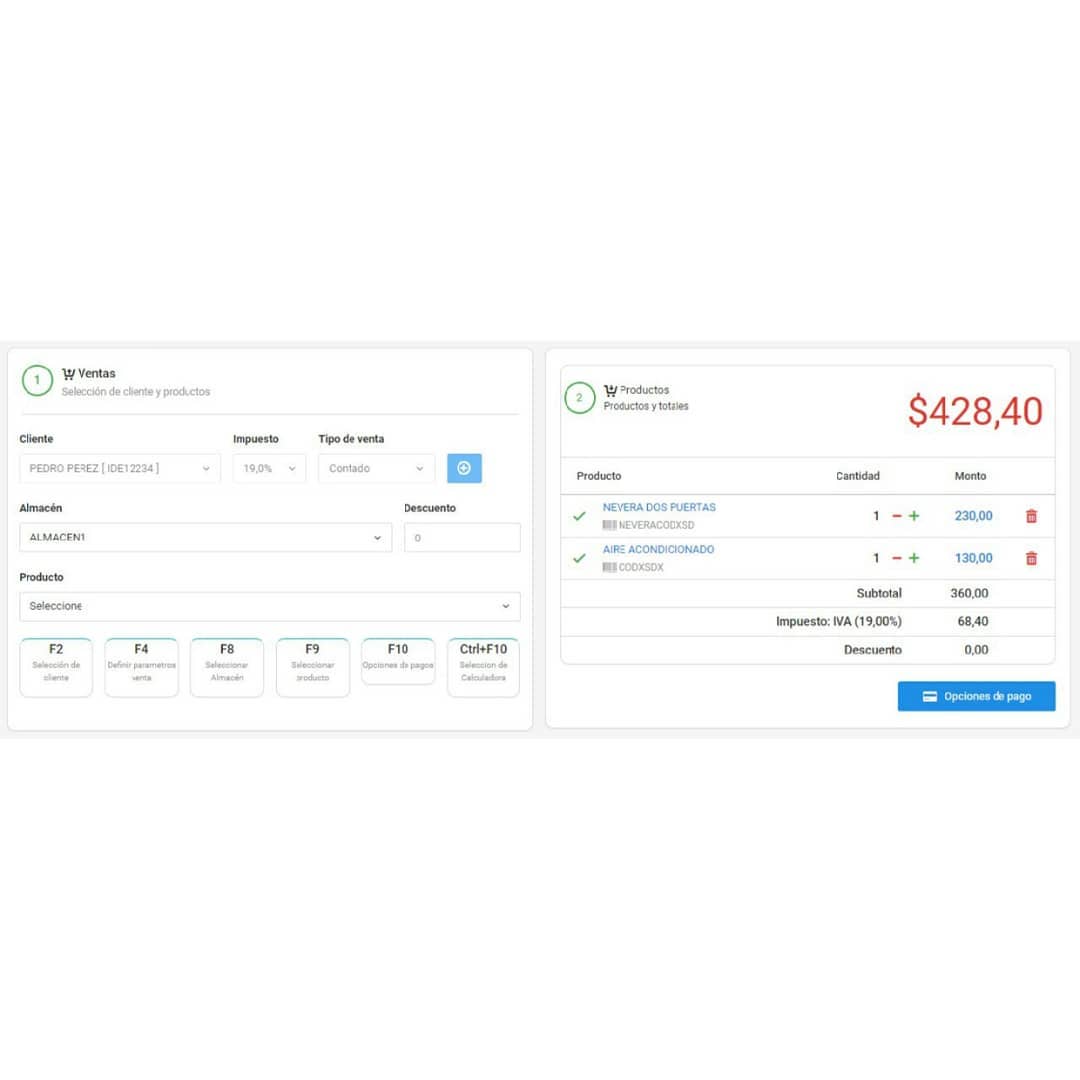 1
Ventas
Selección de cliente y productos
Cliente
Impuesto
Tipo de venta
PEDRO PEREZ [ IDE12234 ]
19,0%
Contado
Almacén
Descuento
ALMACEN1
0
Producto
Seleccione
F2
Selección de
cliente
F4
Definir parametros
venta
F8
Seleccionar
Almacén
F9
Seleccionar
producto
F10
Opciones de pagos
Ctrl+F10
Seleccion de
Calculadora
2
Productos
Productos y totales
$428,40
Producto
Cantidad
Monto
NEVERA DOS PUERTAS
NEVERACODXSD
1
230,00
AIRE ACONDICIONADO
CODXSDX
1
130,00
Subtotal 360,00
Impuesto: IVA (19,00%) 68,40
Descuento 0,00
Opciones de pago